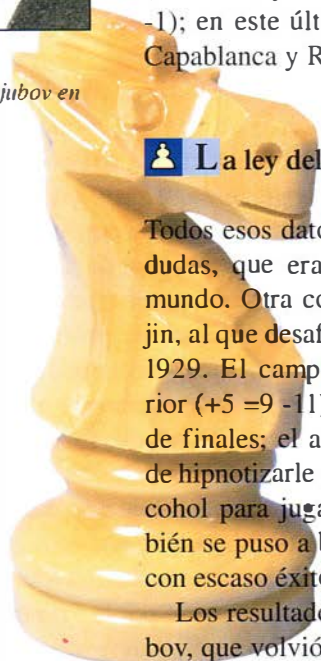 -1); en este últ
Capablanca y R
jubov en
La ley del
Todos esos dato
dudas, que era
mundo. Otra co
jin, al que desaf
1929. El camp
rior (+5 =9 -11)
de finales; el a
de hipnotizarle
cohol para juga
bién se puso a b
con escaso éxito
Los resultado
bov, que volvió